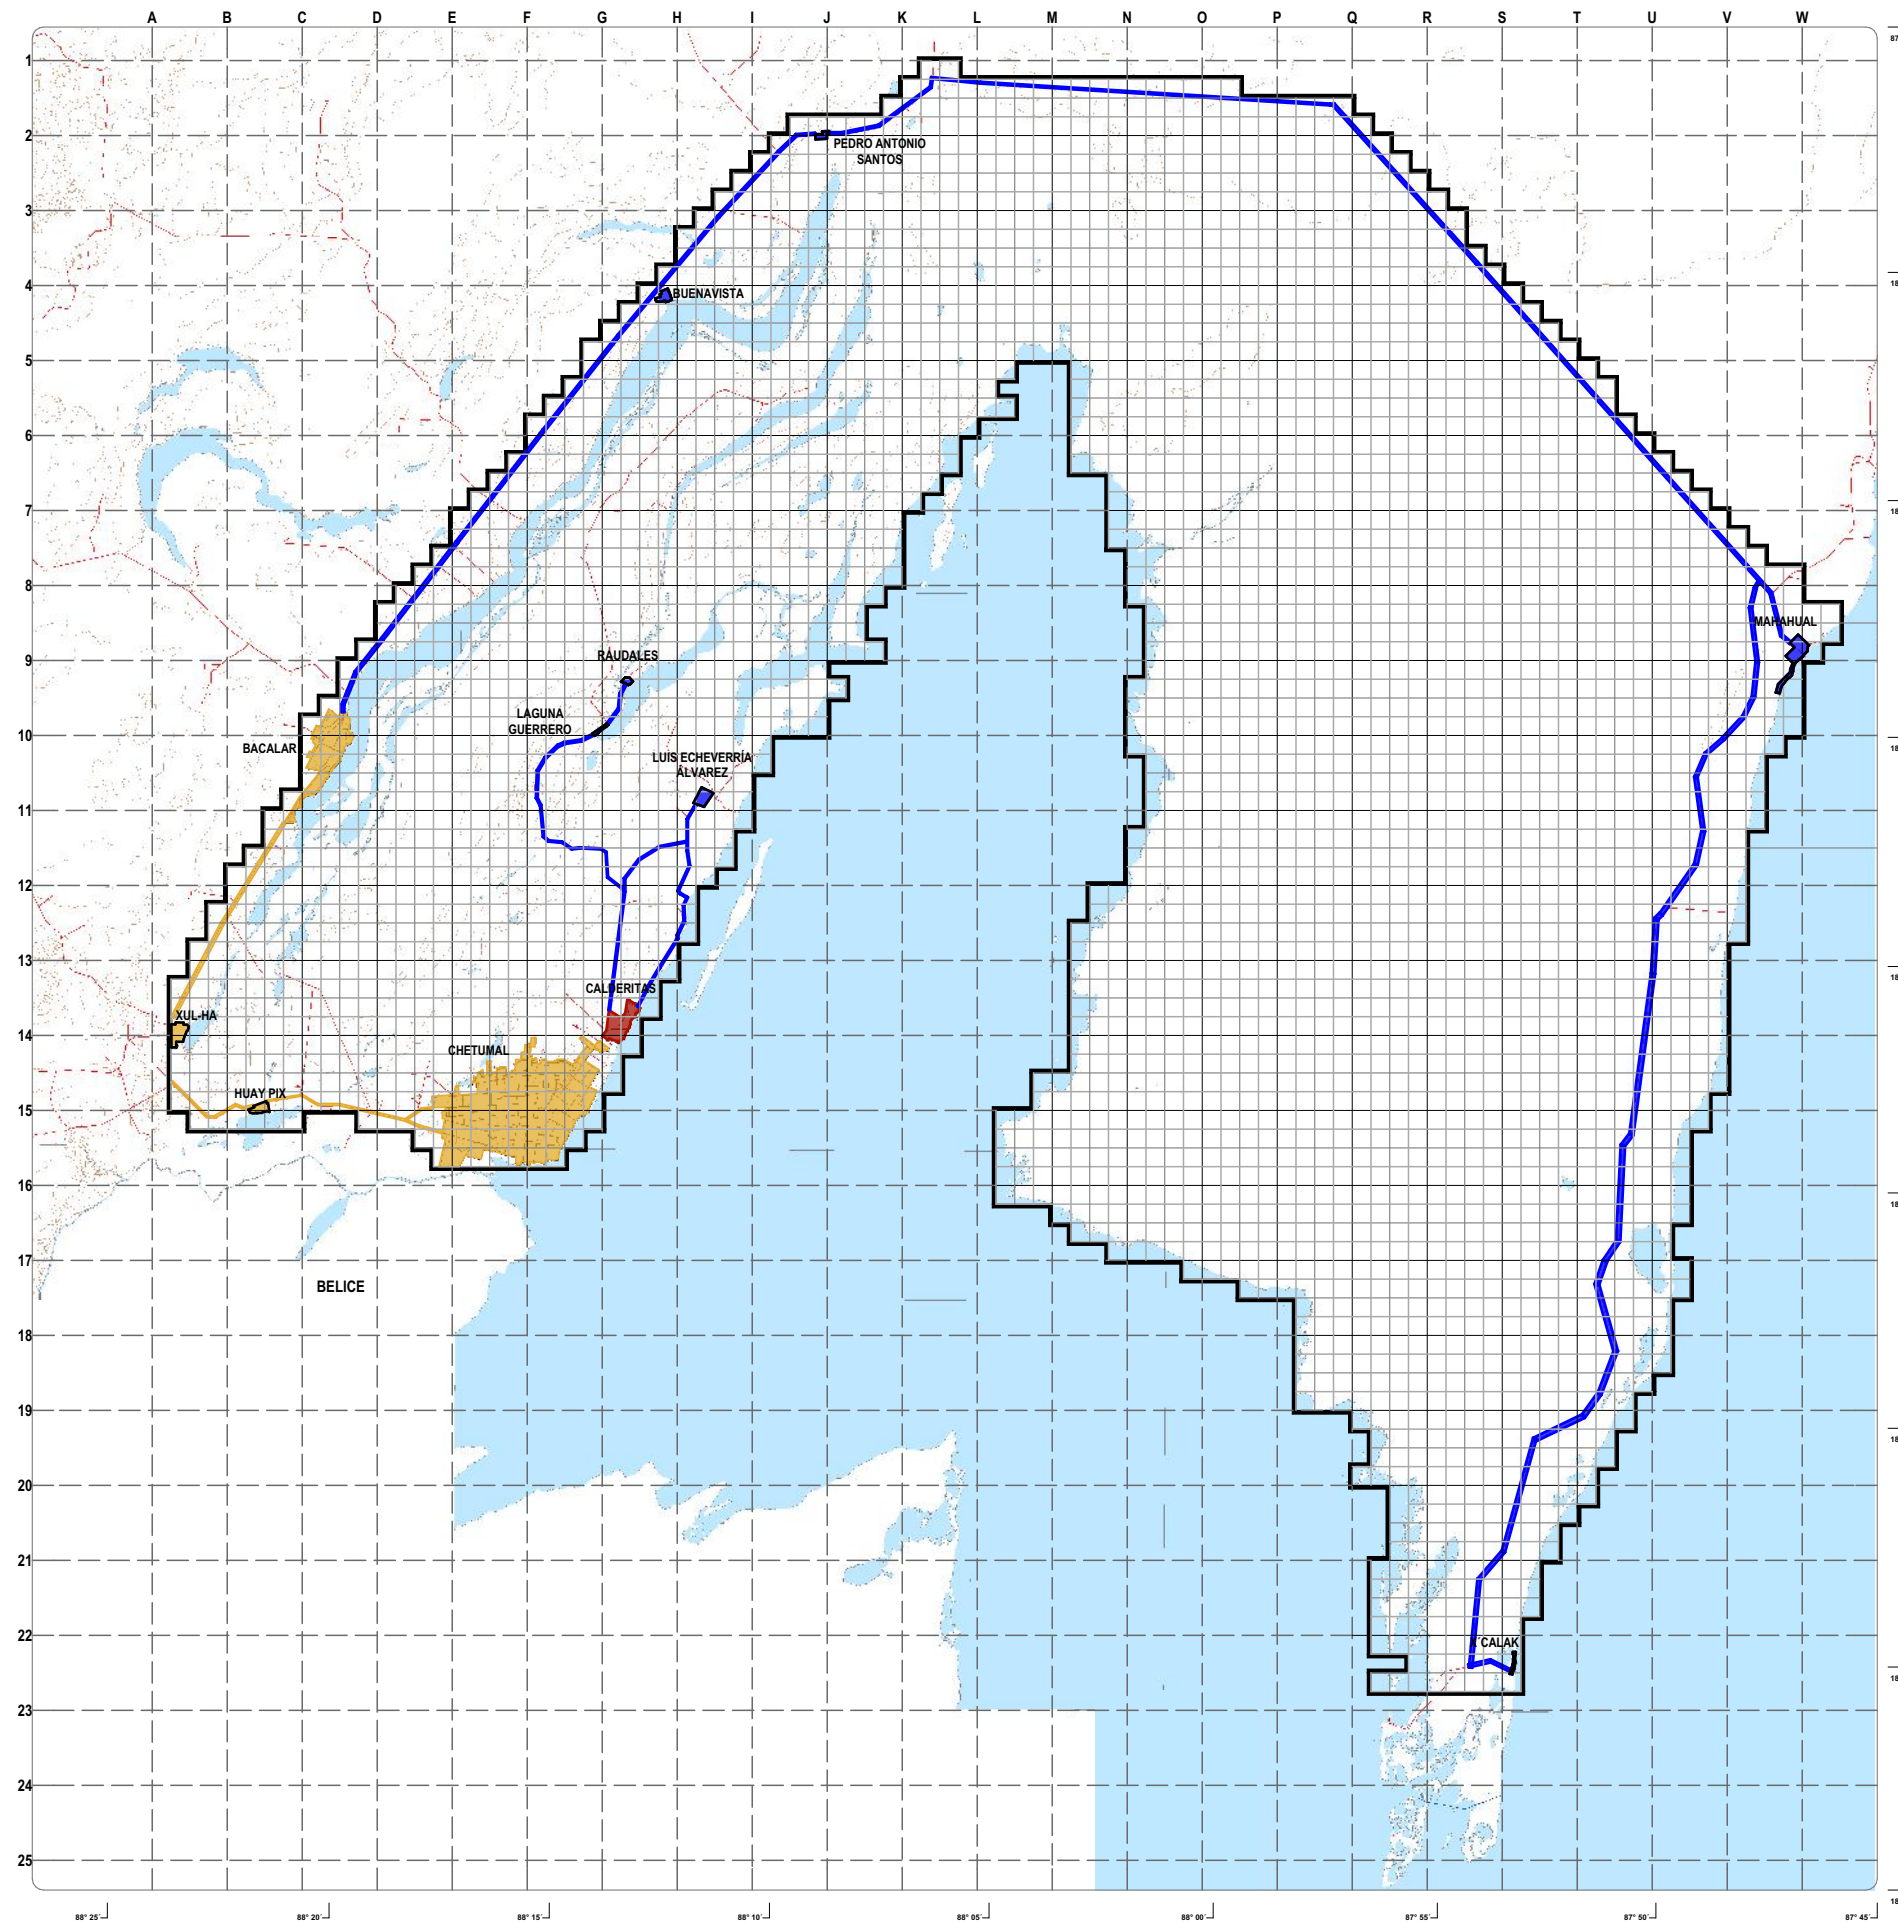 A B C D E F G H I J K L M N O P Q R S T U V W
1
2
3
4
5
6
7
8
9
10
11
12
13
14
15
16
17
18
19
20
21
22
23
24
25
PEDRO ANTONIO
SANTOS
BUENAVISTA
MAHAHUAL
RAUDALES
LAGUNA
GUERRERO
BACALAR
LUIS ECHEVERRÍA
ÁLVAREZ
CALDERITAS
XUL-HA
CHETUMAL
HUAY PIX
BELICE
X´CALAK
88° 25´ 88° 20´ 88° 15´ 88° 10´ 88° 05´ 88° 00´ 87° 55´ 87° 50´ 87° 45´